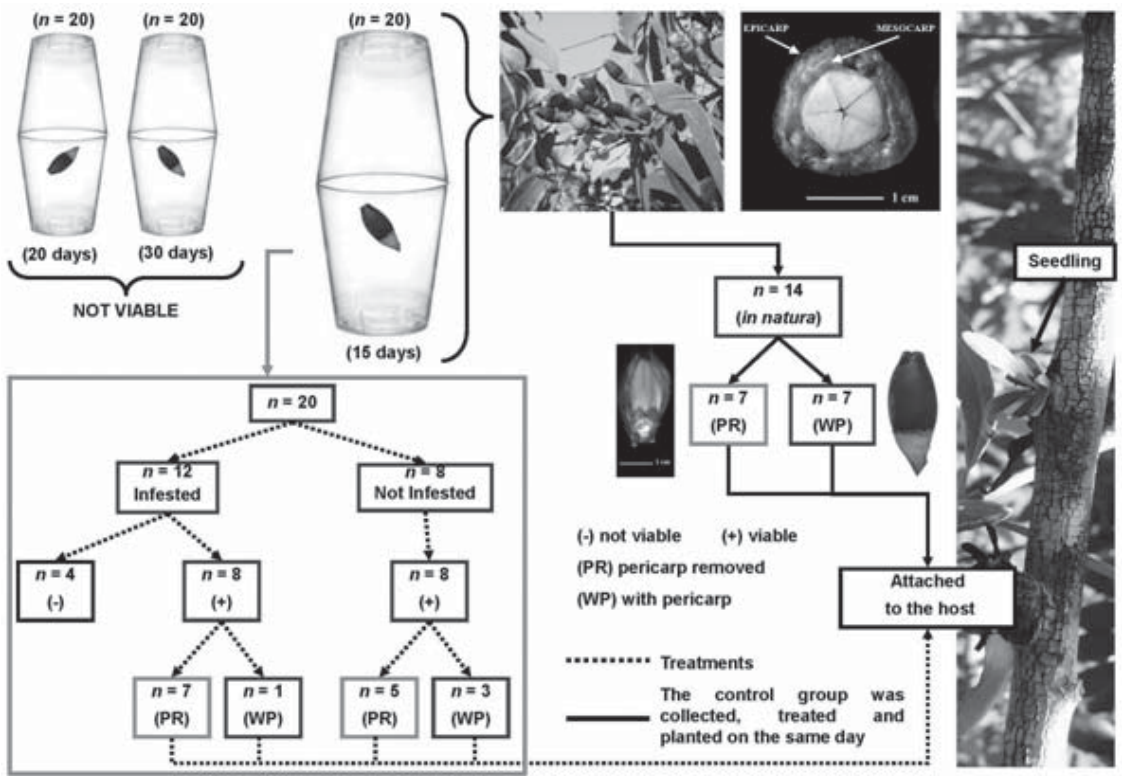 (n = 20)
(n = 20)
(n = 20)
(20 days)
(30 days)
NOT VIABLE
(15 days)
EPICARP
MESOCARP
1 cm
Seedling
n = 14
(in natura)
n = 7
(PR)
n = 7
(WP)
1 cm
n = 20
n = 12
Infested
n = 8
Not Infested
n = 4
(-)
n = 8
(+)
n = 8
(+)
n = 7
(PR)
n = 1
(WP)
n = 5
(PR)
n = 3
(WP)
(-) not viable (+) viable
(PR) pericarp removed
(WP) with pericarp
Attached
to the host
Treatments
The control group was
collected, treated and
planted on the same day